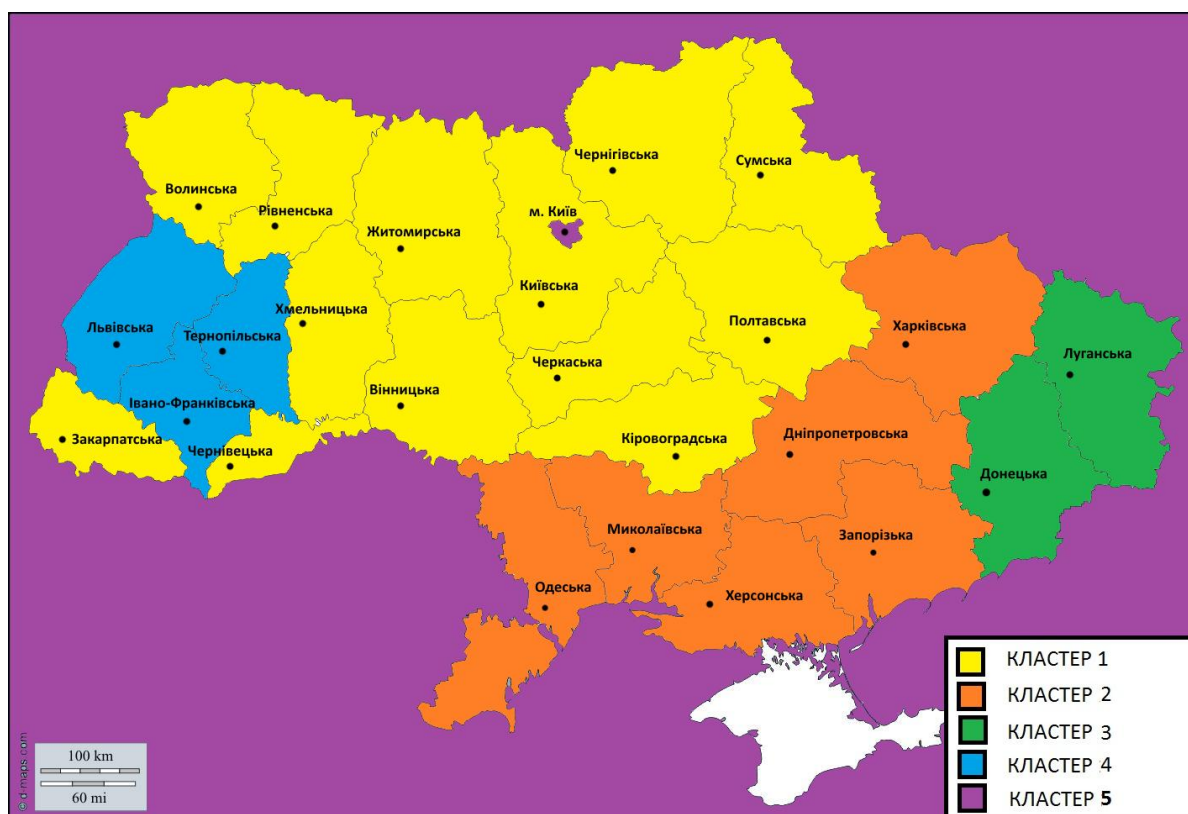 Чернігівська
Сумська
Волинська
Рівненська
м. Київ
Житомирська
Київська
Хмельницька
Львівська
Тернопільська
Полтавська
Харківська
Черкаська
Луганська
Вінницька
Івано-Франківська
Закарпатська
Чернівецька
Кіровоградська
Дніпропетровська
Донецька
Миколаївська
Запорізька
Одеська
Херсонська
КЛАСТЕР 1
КЛАСТЕР 2
КЛАСТЕР 3
КЛАСТЕР 4
КЛАСТЕР 5
100 km
60 mi
© d-maps.com